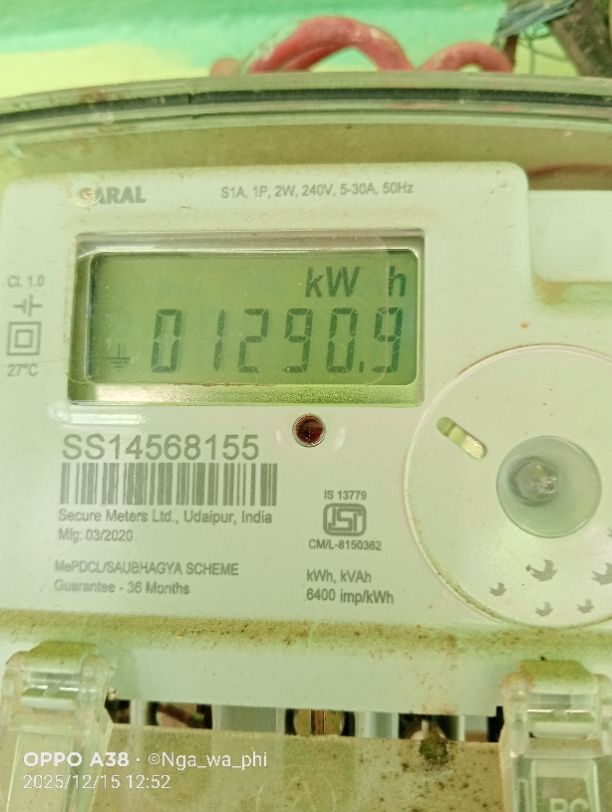 SARAL
S1A, 1P, 2W, 240V, 5-30A, 50Hz
kW h
01290.9
Cl. 1.0
27°C
SS14568155
Secure Meters Ltd., Udaipur, India
Mfg: 03/2020
MePDCL/SAUBHAGYA SCHEME
Guarantee - 36 Months
IS 13779
ISI
CM/L-8150362
kWh, kVAh
6400 imp/kWh
OPPO A38 · ©Nga_wa_phi
2025/12/15 12:52